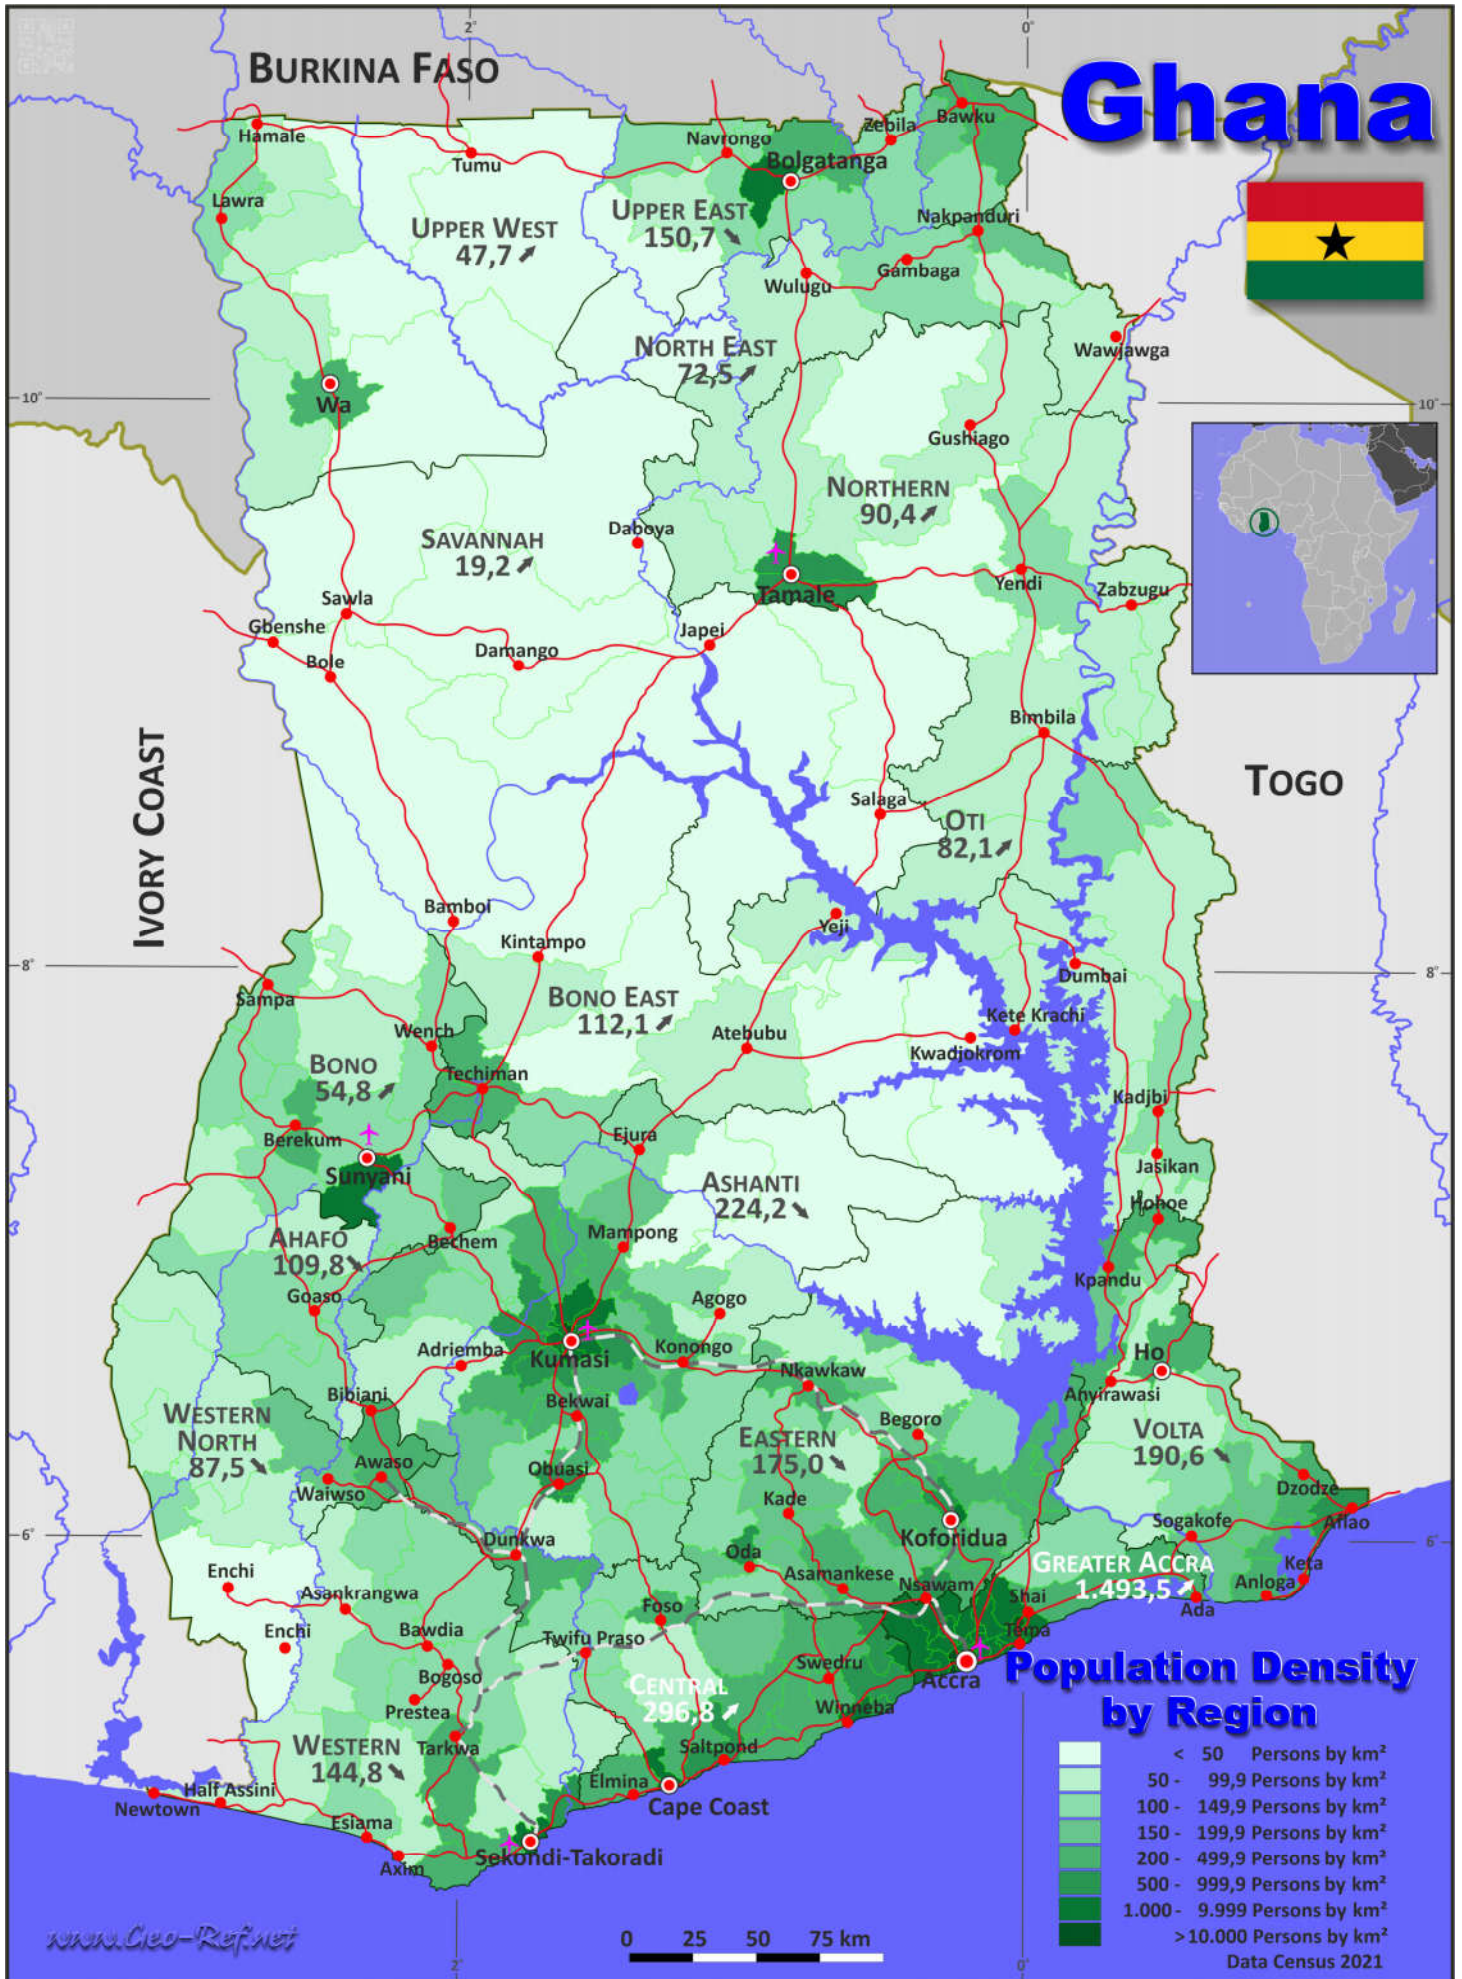 2°
0°
BURKINA FASO
Ghana
Hamale
Tumu
Navrongo
Zebila
Bawku
Bolgatanga
Lawra
UPPER WEST
47,7
UPPER EAST
150,7
Nakpanduri
Gambaga
Wulugu
NORTH EAST
72,5
Wawjawga
10°
10°
Wa
Gushiago
NORTHERN
90,4
SAVANNAH
19,2
Daboya
Tamale
Yendi
Zabzugu
Sawla
Gbenshe
Bole
Damango
Japei
Bimbila
IVORY COAST
TOGO
Salaga
OTI
82,1
Bamboi
Yeji
Kintampo
8°
8°
Dumbai
Sampa
BONO EAST
112,1
Kete Krachi
Wench
Atebubu
Kwadjokrom
BONO
54,8
Techiman
Kadjbi
Berekum
Ejura
Jasikan
Sunyani
ASHANTI
224,2
Hohoe
AHAFO
109,8
Bechem
Mampong
Kpandu
Goaso
Agogo
Adriemba
Kumasi
Konongo
Ho
Nkawkaw
Anyirawasi
Bibiani
Bekwai
WESTERN
NORTH
87,5
Begoro
EASTERN
175,0
VOLTA
190,6
Awaso
Waiwso
Obuasi
Dzodze
Kade
Aflao
Sogakofe
Koforidua
6°
6°
Dunkwa
Oda
GREATER ACCRA
1.493,5
Keta
Enchi
Asamankese
Nsawam
Anloga
Asankrangwa
Shai
Ada
Foso
Enchi
Bawdia
Twifu Praso
Tema
Bogoso
Swedru
Accra
Population Density
by Region
Prestea
CENTRAL
296,8
Winneba
WESTERN
144,8
Tarkwa
Saltpond
< 50 Persons by km²
50 - 99,9 Persons by km²
100 - 149,9 Persons by km²
150 - 199,9 Persons by km²
200 - 499,9 Persons by km²
500 - 999,9 Persons by km²
1.000 - 9.999 Persons by km²
>10.000 Persons by km²
Data Census 2021
Half Assini
Newtown
Elmina
Cape Coast
Esiama
Sekondi-Takoradi
Axim
www.Geo-Ref.net
0 25 50 75 km
2°
0°